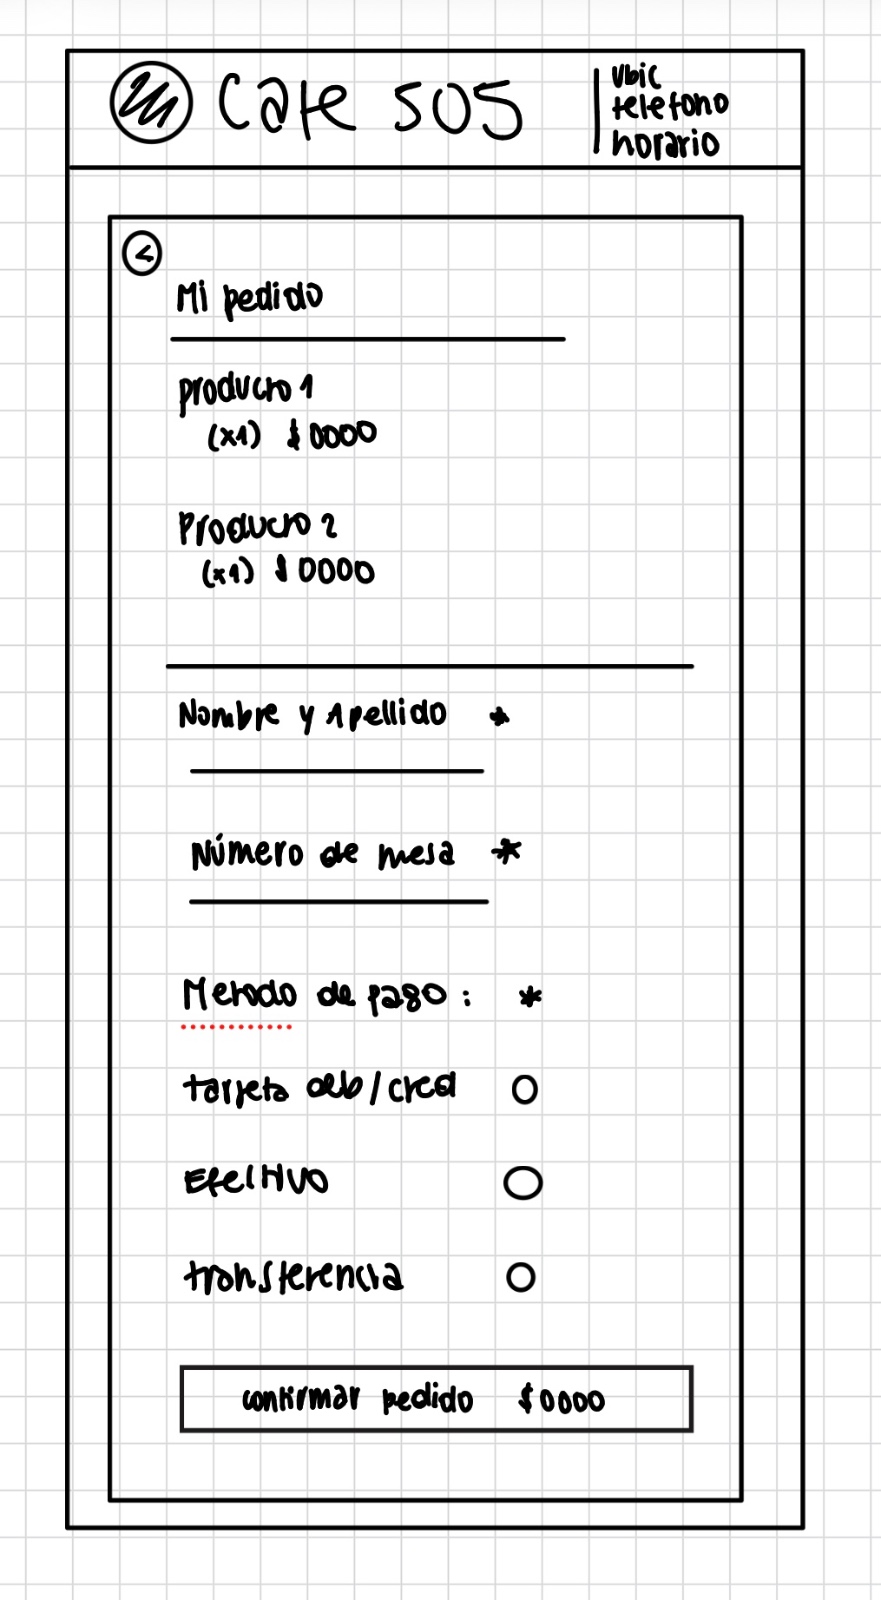 Cafe 505
Ubic
telefono
horario
<
Mi pedido
producto 1
(x1) $ 0000
Producto 2
(x1) $ 0000
Nombre y Apellido *
Número de mesa *
Metodo de pago : *
tarjeta deb/cred
Efectivo
transferencia
confirmar pedido $0000